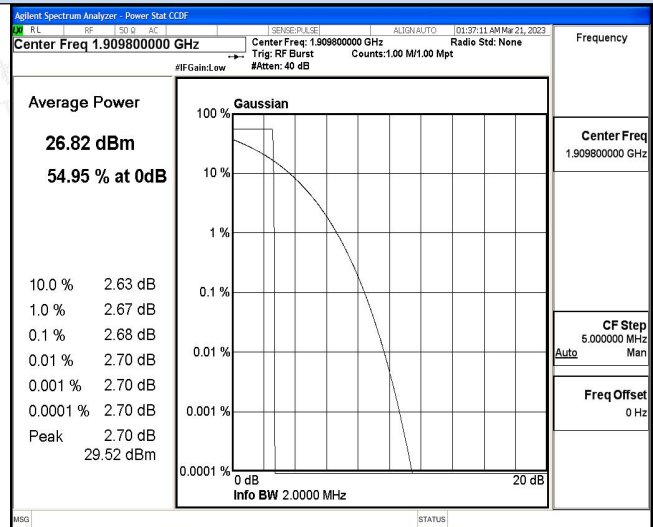 Agilent Spectrum Analyzer - Power Stat CCDF
LXI RL RF 50 Ω AC SENSE:PULSE ALIGN AUTO 01:37:11 AM Mar 21, 2023
Center Freq 1.909800000 GHz
Center Freq: 1.909800000 GHz Radio Std: None
Trig: RF Burst Counts:1.00 M/1.00 Mpt
#IFGain:Low #Atten: 40 dB
Frequency
Average Power
26.82 dBm
54.95 % at 0dB
10.0 % 2.63 dB
1.0 % 2.67 dB
0.1 % 2.68 dB
0.01 % 2.70 dB
0.001 % 2.70 dB
0.0001 % 2.70 dB
Peak 2.70 dB
29.52 dBm
Gaussian
100 %
10 %
1 %
0.1 %
0.01 %
0.001 %
0.0001 %
0 dB 20 dB
Info BW 2.0000 MHz
Center Freq
1.909800000 GHz
CF Step
5.000000 MHz
Auto Man
Freq Offset
0 Hz
MSG STATUS